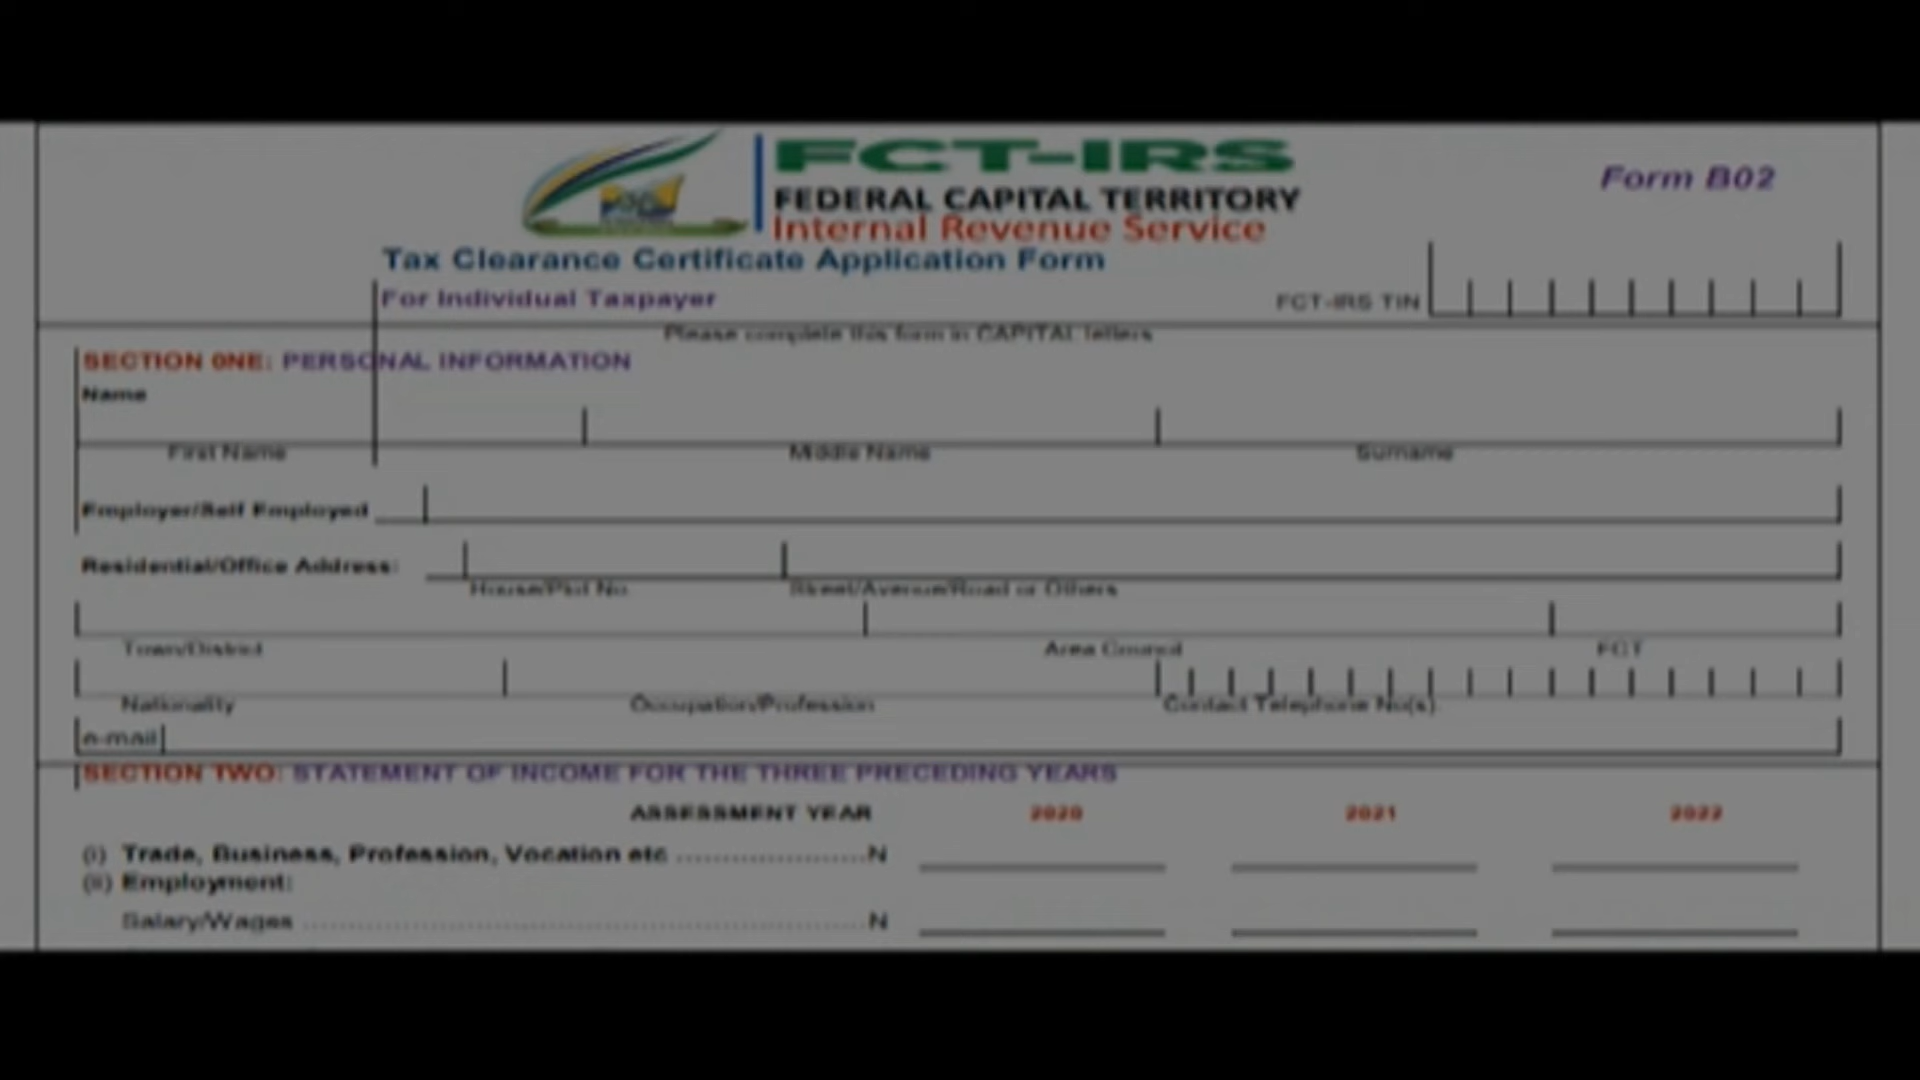 FCT-IRS
FEDERAL CAPITAL TERRITORY
Internal Revenue Service
Form B02
Tax Clearance Certificate Application Form
For Individual Taxpayer
FCT-IRS TIN
Please complete this form in CAPITAL letters
SECTION 0NE: PERSONAL INFORMATION
Name
First Name Middle Name Surname
Employer/Self Employed
Residential/Office Address:
House/Plot No. Street/Avenue/Road or Others
Town/District Area Council FCT
Nationality Occupation/Profession Contact Telephone No(s).
e-mail
SECTION TWO: STATEMENT OF INCOME FOR THE THREE PRECEDING YEARS
ASSESSMENT YEAR 2020 2021 2022
(i) Trade, Business, Profession, Vocation etc ......................N
(ii) Employment:
Salary/Wages ......................................................................N